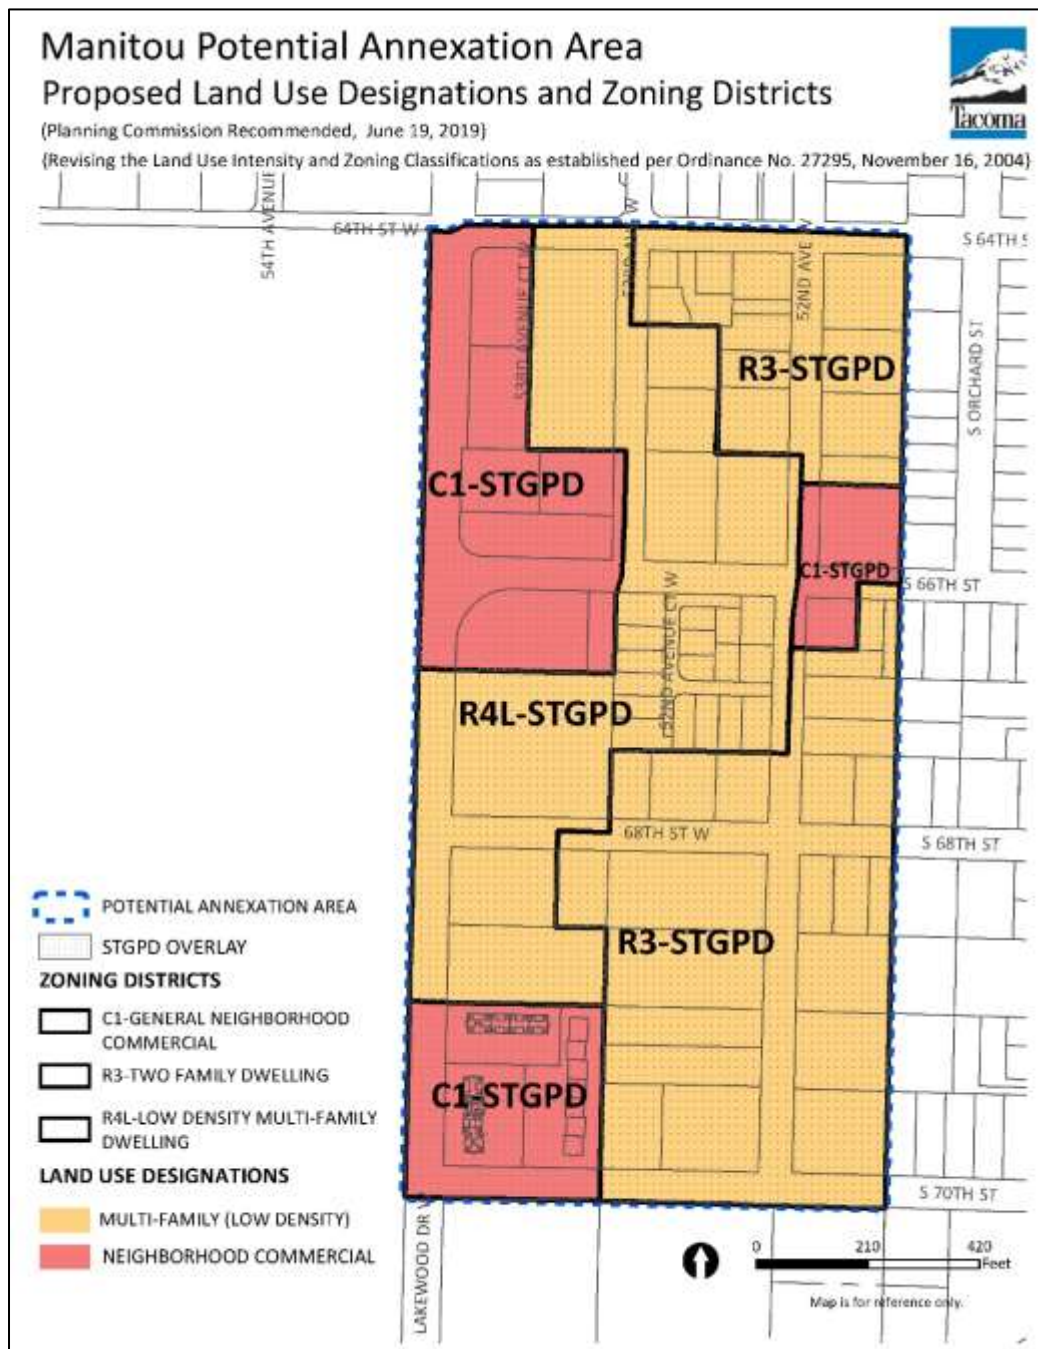 Manitou Potential Annexation Area
Proposed Land Use Designations and Zoning Districts
(Planning Commission Recommended, June 19, 2019)
(Revising the Land Use Intensity and Zoning Classifications as established per Ordinance No. 27295, November 16, 2004)
Tacoma
54TH AVENUE
64TH ST W
53RD AVENUE CT W
52ND AVE W
S 64TH S
S ORCHARD ST
R3-STGPD
C1-STGPD
C1-STGPD
S 66TH ST
52ND AVENUE CT W
R4L-STGPD
68TH ST W
S 68TH ST
R3-STGPD
C1-STGPD
S 70TH ST
LAKEWOOD DR W
POTENTIAL ANNEXATION AREA
STGPD OVERLAY
ZONING DISTRICTS
C1-GENERAL NEIGHBORHOOD
COMMERCIAL
R3-TWO FAMILY DWELLING
R4L-LOW DENSITY MULTI-FAMILY
DWELLING
LAND USE DESIGNATIONS
MULTI-FAMILY (LOW DENSITY)
NEIGHBORHOOD COMMERCIAL
0 210 420
Feet
Map is for reference only.